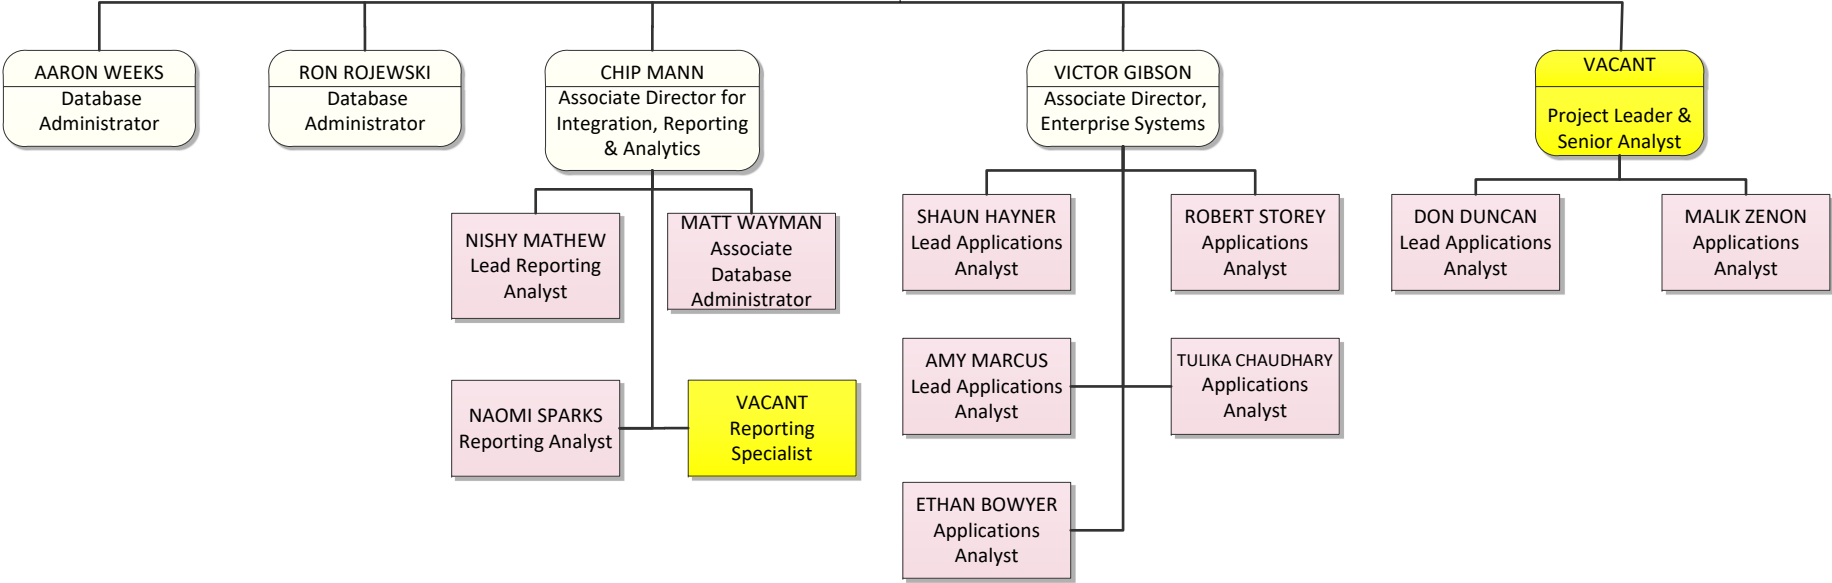 AARON WEEKS
Database
Administrator
RON ROJEWSKI
Database
Administrator
CHIP MANN
Associate Director for
Integration, Reporting
& Analytics
VICTOR GIBSON
Associate Director,
Enterprise Systems
VACANT
Project Leader &
Senior Analyst
NISHY MATHEW
Lead Reporting
Analyst
MATT WAYMAN
Associate
Database
Administrator
SHAUN HAYNER
Lead Applications
Analyst
ROBERT STOREY
Applications
Analyst
DON DUNCAN
Lead Applications
Analyst
MALIK ZENON
Applications
Analyst
NAOMI SPARKS
Reporting Analyst
VACANT
Reporting
Specialist
AMY MARCUS
Lead Applications
Analyst
TULIKA CHAUDHARY
Applications
Analyst
ETHAN BOWYER
Applications
Analyst